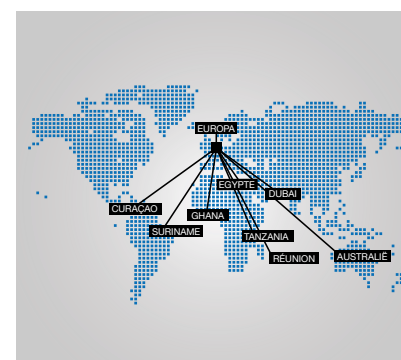 EUROPA
EGYPTE
DUBAI
CURAÇAO
GHANA
SURINAME
TANZANIA
RÉUNION
AUSTRALIË